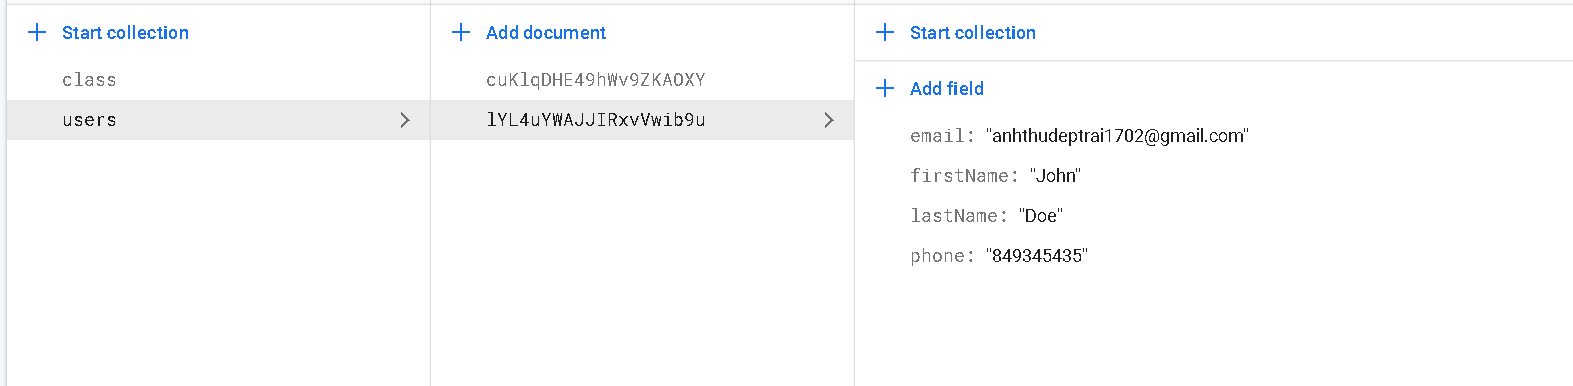 Start collection
class
users
Add document
cuKlqDHE49hWv9ZKAOXY
lYL4uYWAJJIRxvVwib9u
Start collection
Add field
email: "anhthudeptrai1702@gmail.com"
firstName: "John"
lastName: "Doe"
phone: "849345435"